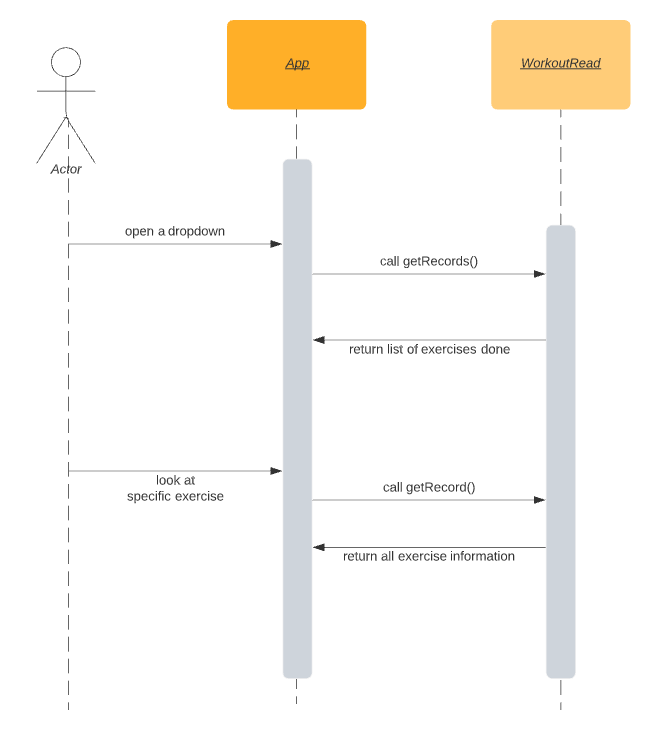 App
WorkoutRead
Actor
open a dropdown
call getRecords()
return list of exercises done
look at
specific exercise
call getRecord()
return all exercise information